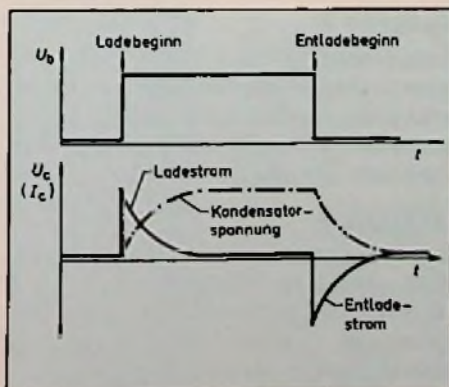 Ladebeginn
Entladebeginn
U_b
t
U_c
(I_c)
Ladestrom
Kondensator-
spannung
t
Entlade-
strom